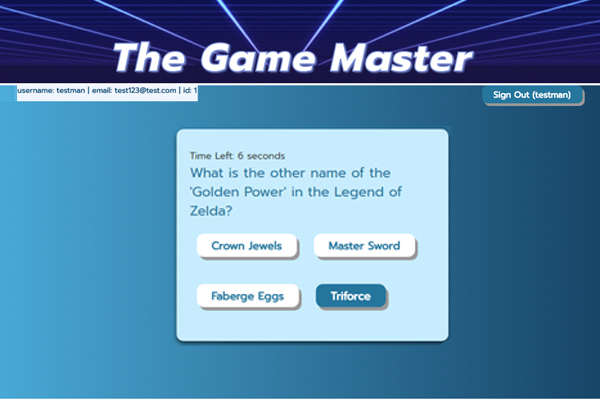 The Game Master
username: testman | email: test123@test.com | id: 1
Sign Out (testman)
Time Left: 6 seconds
What is the other name of the
'Golden Power' in the Legend of
Zelda?
Crown Jewels
Master Sword
Faberge Eggs
Triforce